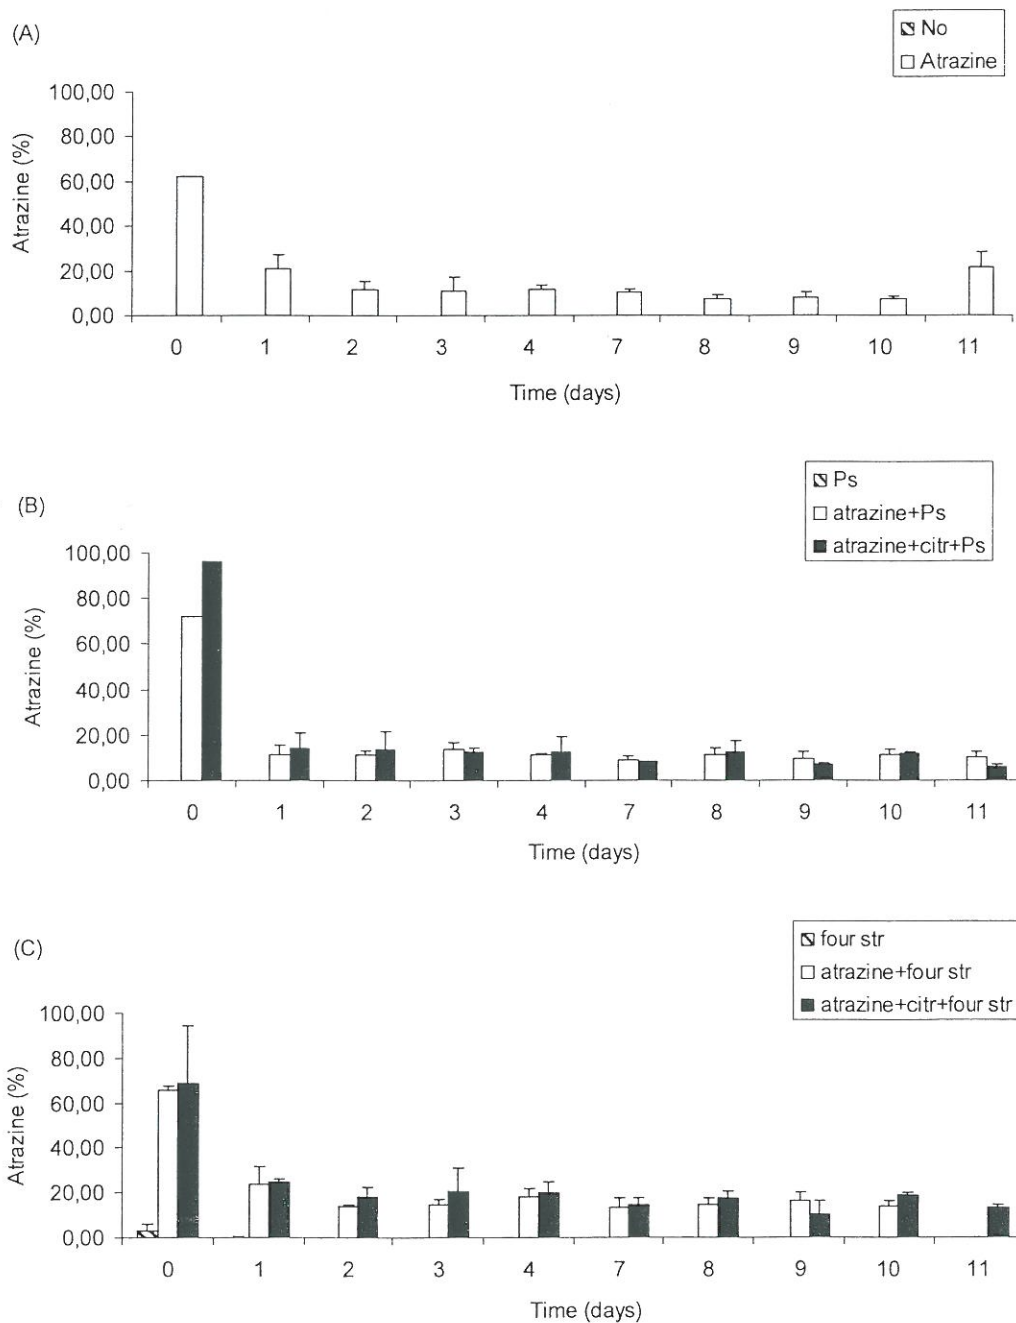 (A)
No
Atrazine
100,00
80,00
60,00
40,00
20,00
0,00
Atrazine (%)
0 1 2 3 4 7 8 9 10 11
Time (days)
(B)
Ps
atrazine+Ps
atrazine+citr+Ps
100,00
80,00
60,00
40,00
20,00
0,00
Atrazine (%)
0 1 2 3 4 7 8 9 10 11
Time (days)
(C)
four str
atrazine+four str
atrazine+citr+four str
100,00
80,00
60,00
40,00
20,00
0,00
Atrazine (%)
0 1 2 3 4 7 8 9 10 11
Time (days)